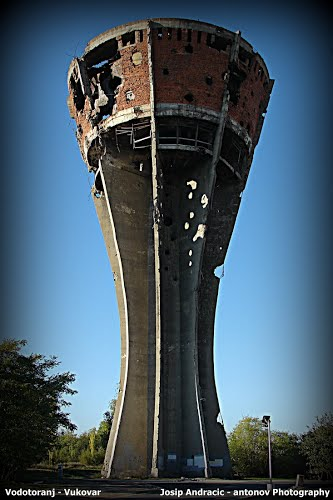 Vodotoranj - Vukovar
Josip Andracic - antonov Photography